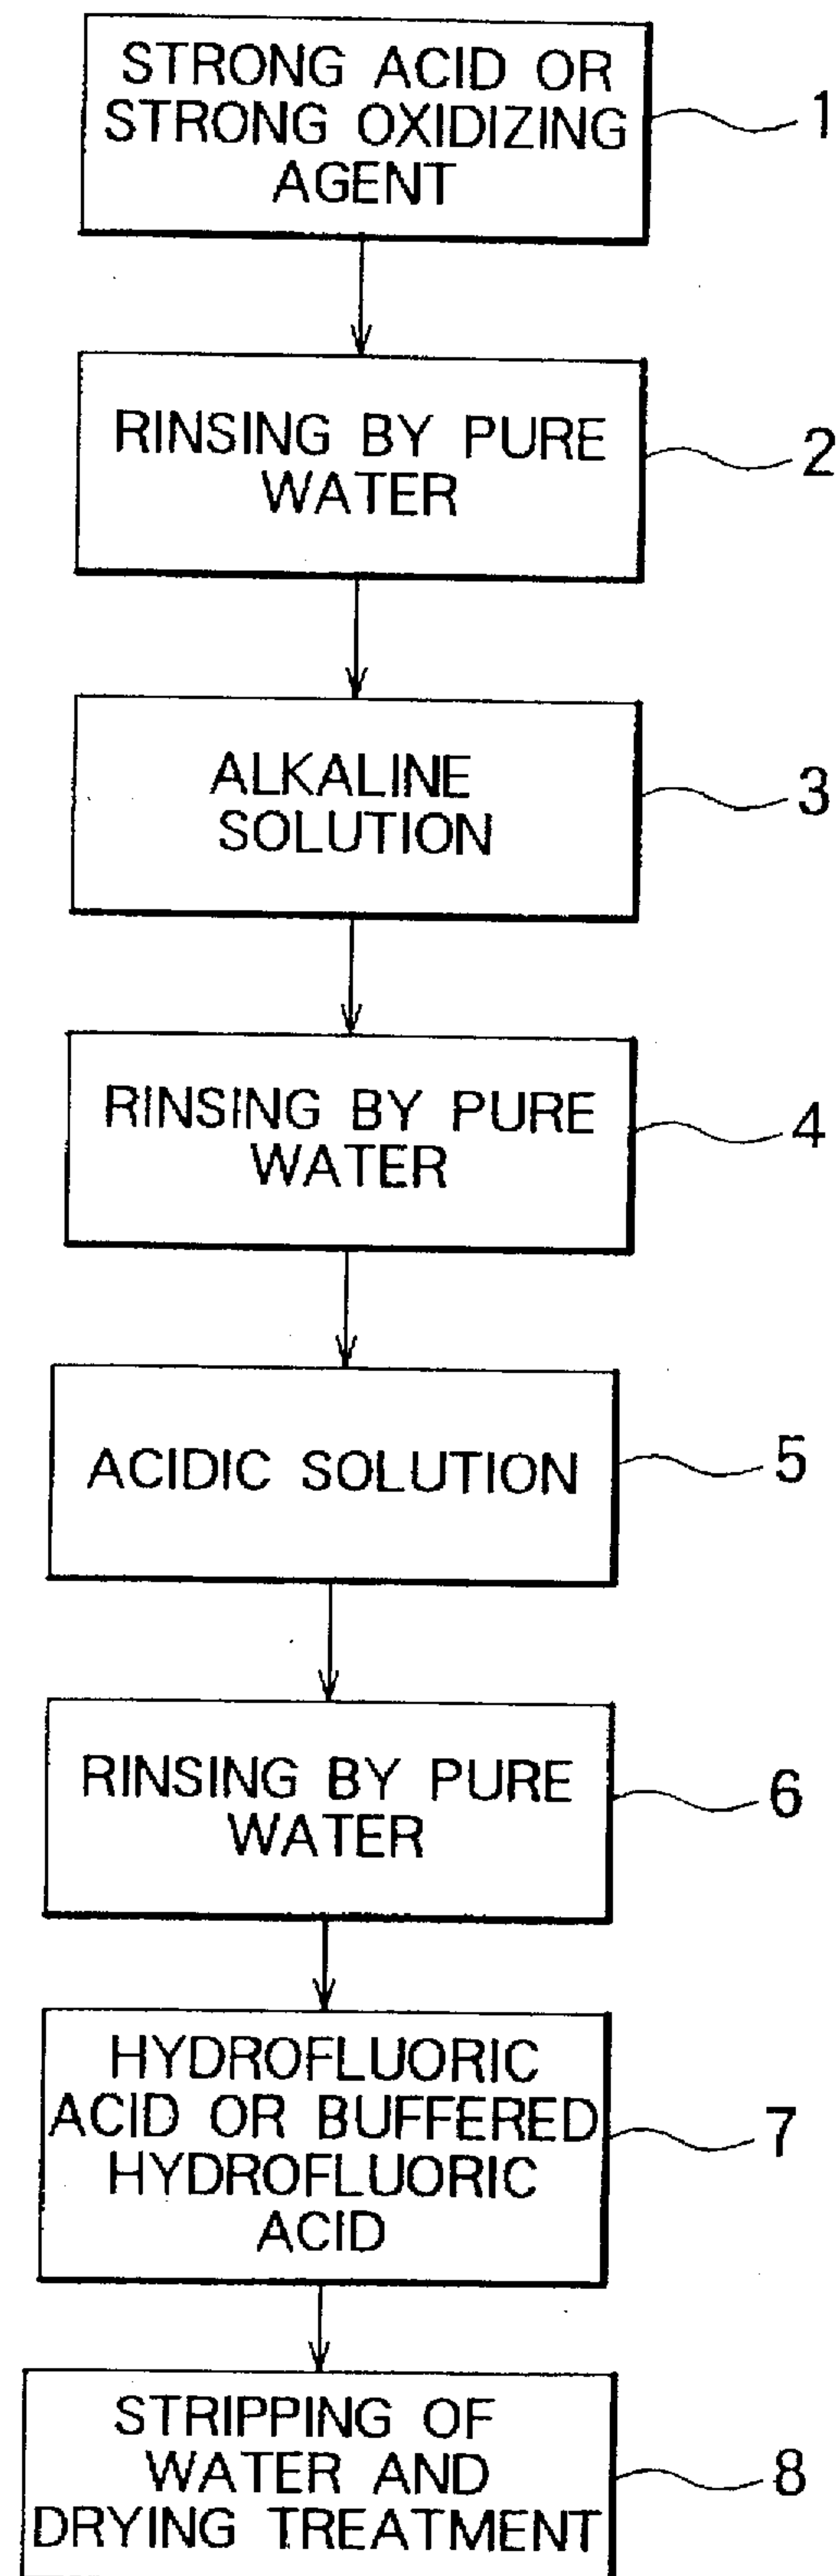 STRONG ACID OR
STRONG OXIDIZING
AGENT
1
RINSING BY PURE
WATER
2
ALKALINE
SOLUTION
3
RINSING BY PURE
WATER
4
ACIDIC SOLUTION
5
RINSING BY PURE
WATER
6
HYDROFLUORIC
ACID OR BUFFERED
HYDROFLUORIC
ACID
7
STRIPPING OF
WATER AND
DRYING TREATMENT
8